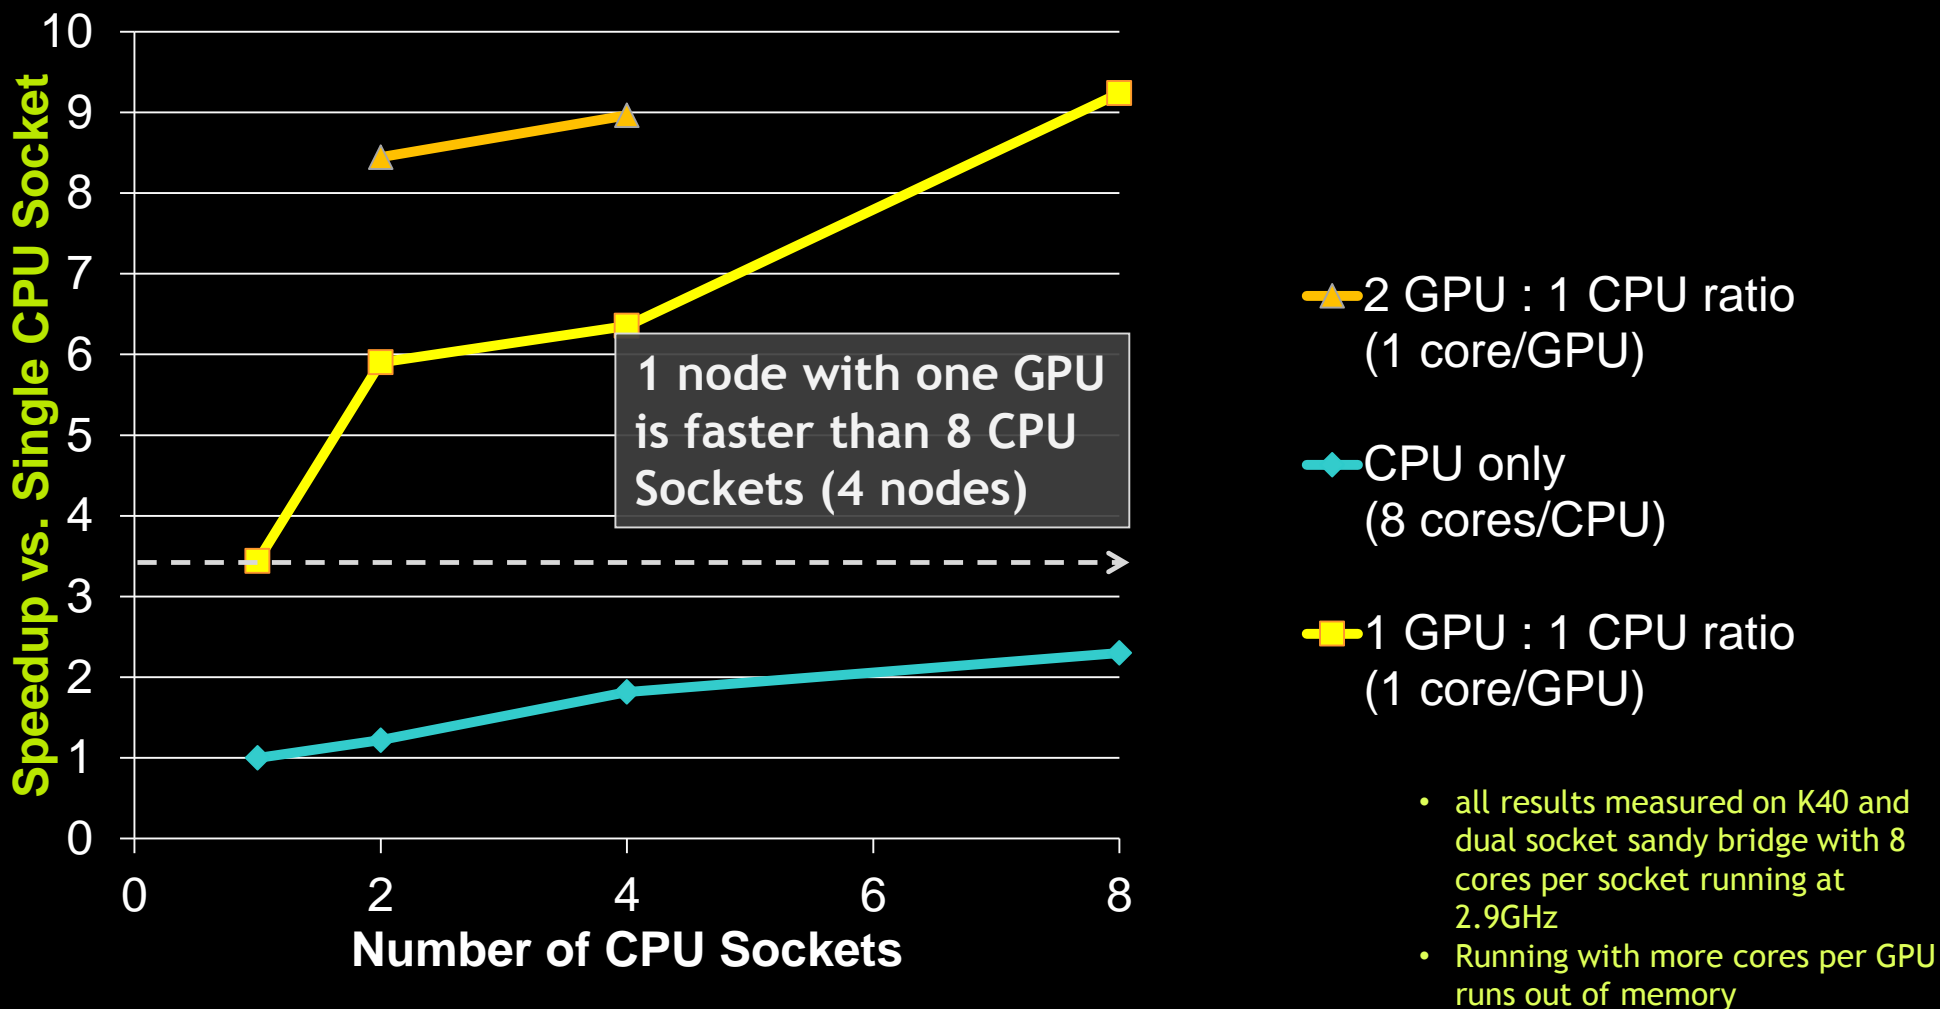 Speedup vs. Single CPU Socket
10
9
8
7
6
5
4
3
2
1
0
0
2
4
6
8
Number of CPU Sockets
1 node with one GPU
is faster than 8 CPU
Sockets (4 nodes)
2 GPU : 1 CPU ratio
(1 core/GPU)
CPU only
(8 cores/CPU)
1 GPU : 1 CPU ratio
(1 core/GPU)
• all results measured on K40 and
dual socket sandy bridge with 8
cores per socket running at
2.9GHz
• Running with more cores per GPU
runs out of memory